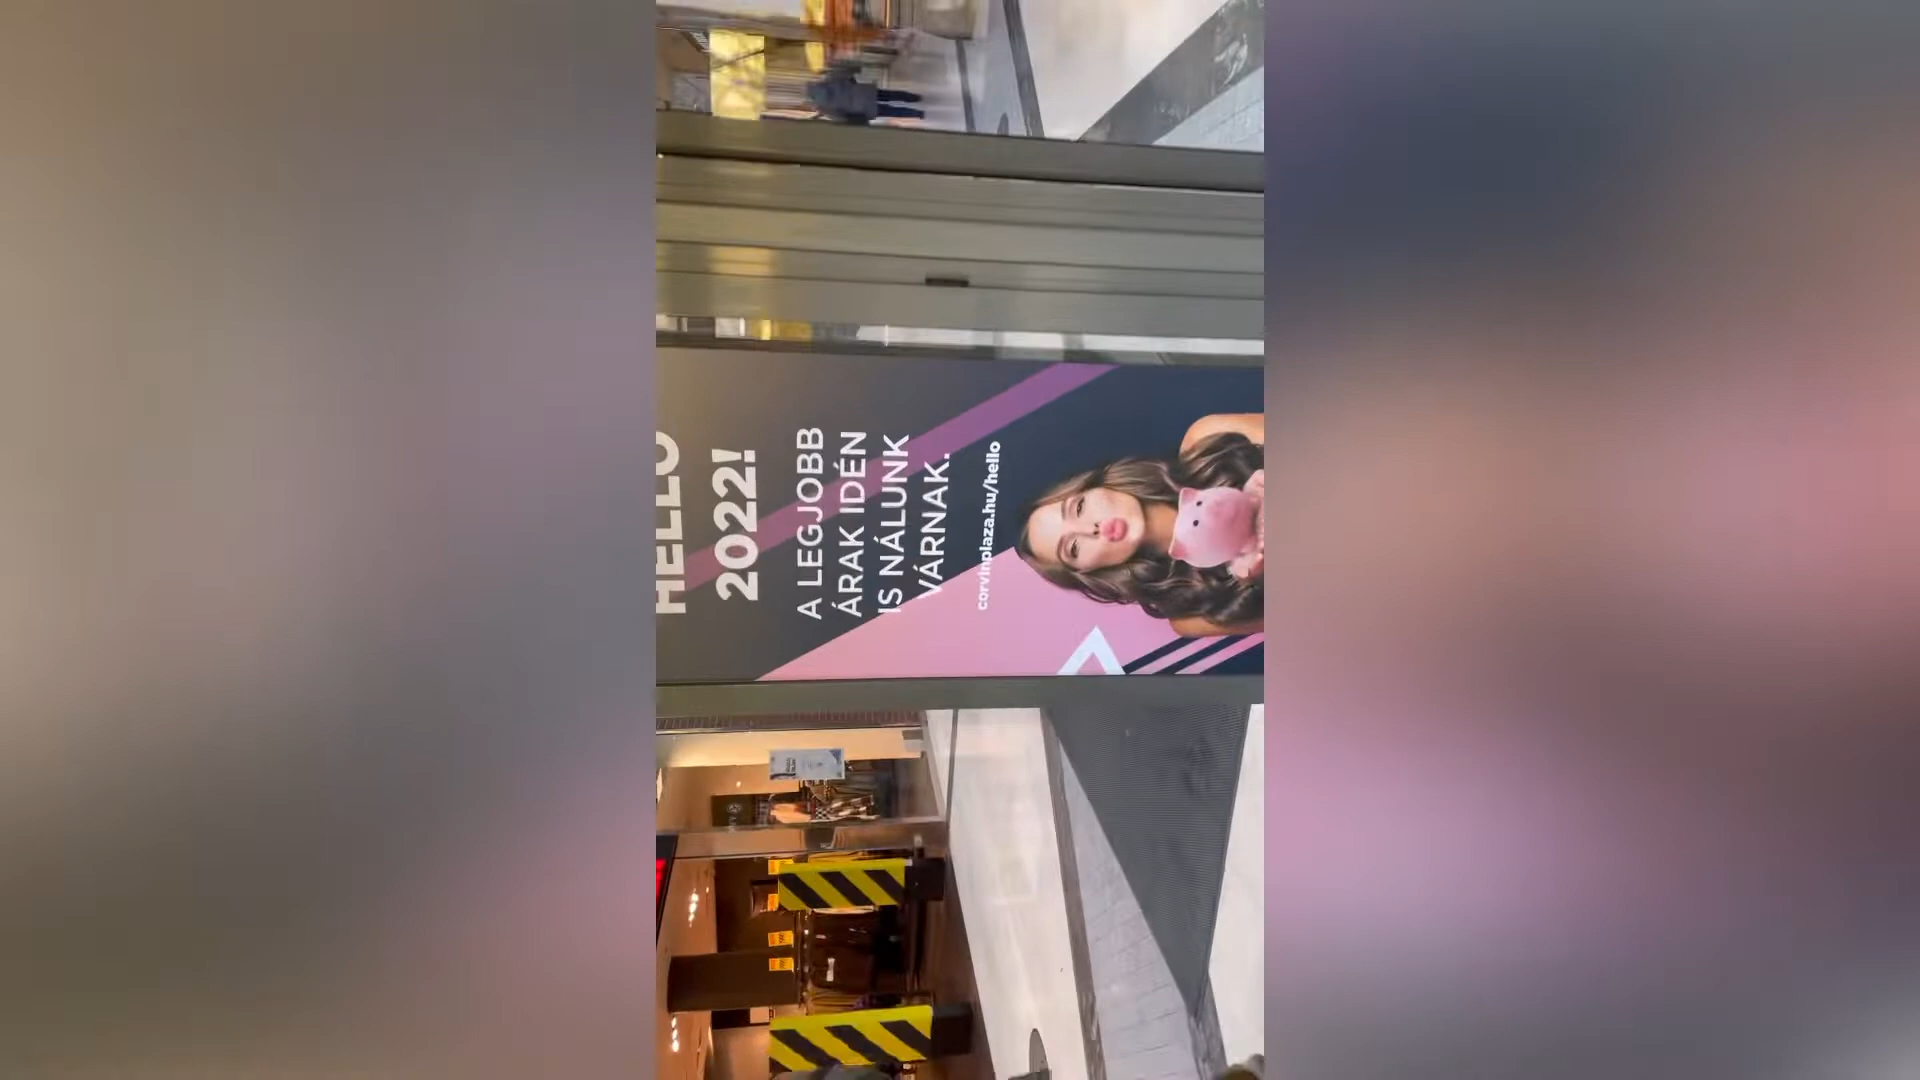 HELLO
2022!
A LEGJOBB
ÁRAK IDÉN
IS NÁLUNK
VÁRNAK.
corvinplaza.hu/hello